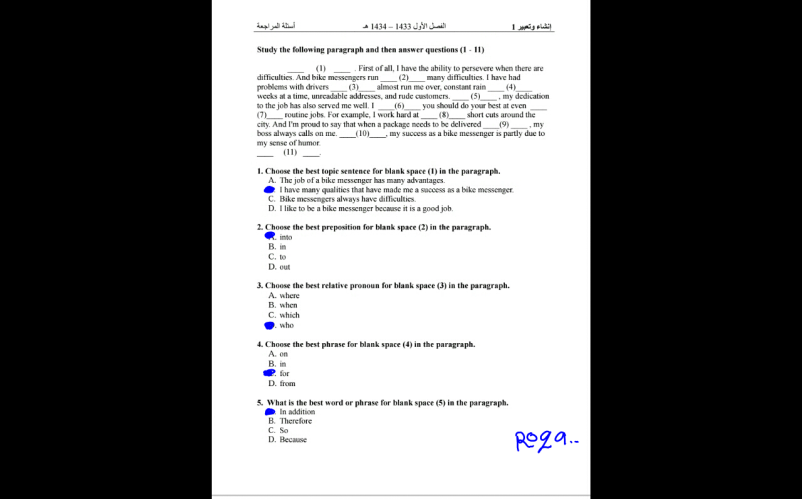 إنشاء وتعبير 1 الفصل الأول 1433 – 1434 هـ أسئلة المراجعة
Study the following paragraph and then answer questions (1 - 11)
____ (1) ____ . First of all, I have the ability to persevere when there are
difficulties. And bike messengers run ____ (2)____ many difficulties. I have had
problems with drivers ____ (3)____ almost run me over, constant rain ____ (4)____
weeks at a time, unreadable addresses, and rude customers. ____ (5)____ , my dedication
to the job has also served me well. I ____ (6)____ you should do your best at even ____
(7)____ routine jobs. For example, I work hard at ____ (8)____ short cuts around the
city. And I'm proud to say that when a package needs to be delivered ____(9) ____ , my
boss always calls on me. ____(10)____, my success as a bike messenger is partly due to
my sense of humor.
____ (11) ____.
1. Choose the best topic sentence for blank space (1) in the paragraph.
A. The job of a bike messenger has many advantages.
I have many qualities that have made me a success as a bike messenger.
C. Bike messengers always have difficulties.
D. I like to be a bike messenger because it is a good job.
2. Choose the best preposition for blank space (2) in the paragraph.
into
B. in
C. to
D. out
3. Choose the best relative pronoun for blank space (3) in the paragraph.
A. where
B. when
C. which
. who
4. Choose the best phrase for blank space (4) in the paragraph.
A. on
B. in
. for
D. from
5. What is the best word or phrase for blank space (5) in the paragraph.
In addition
B. Therefore
C. So
D. Because